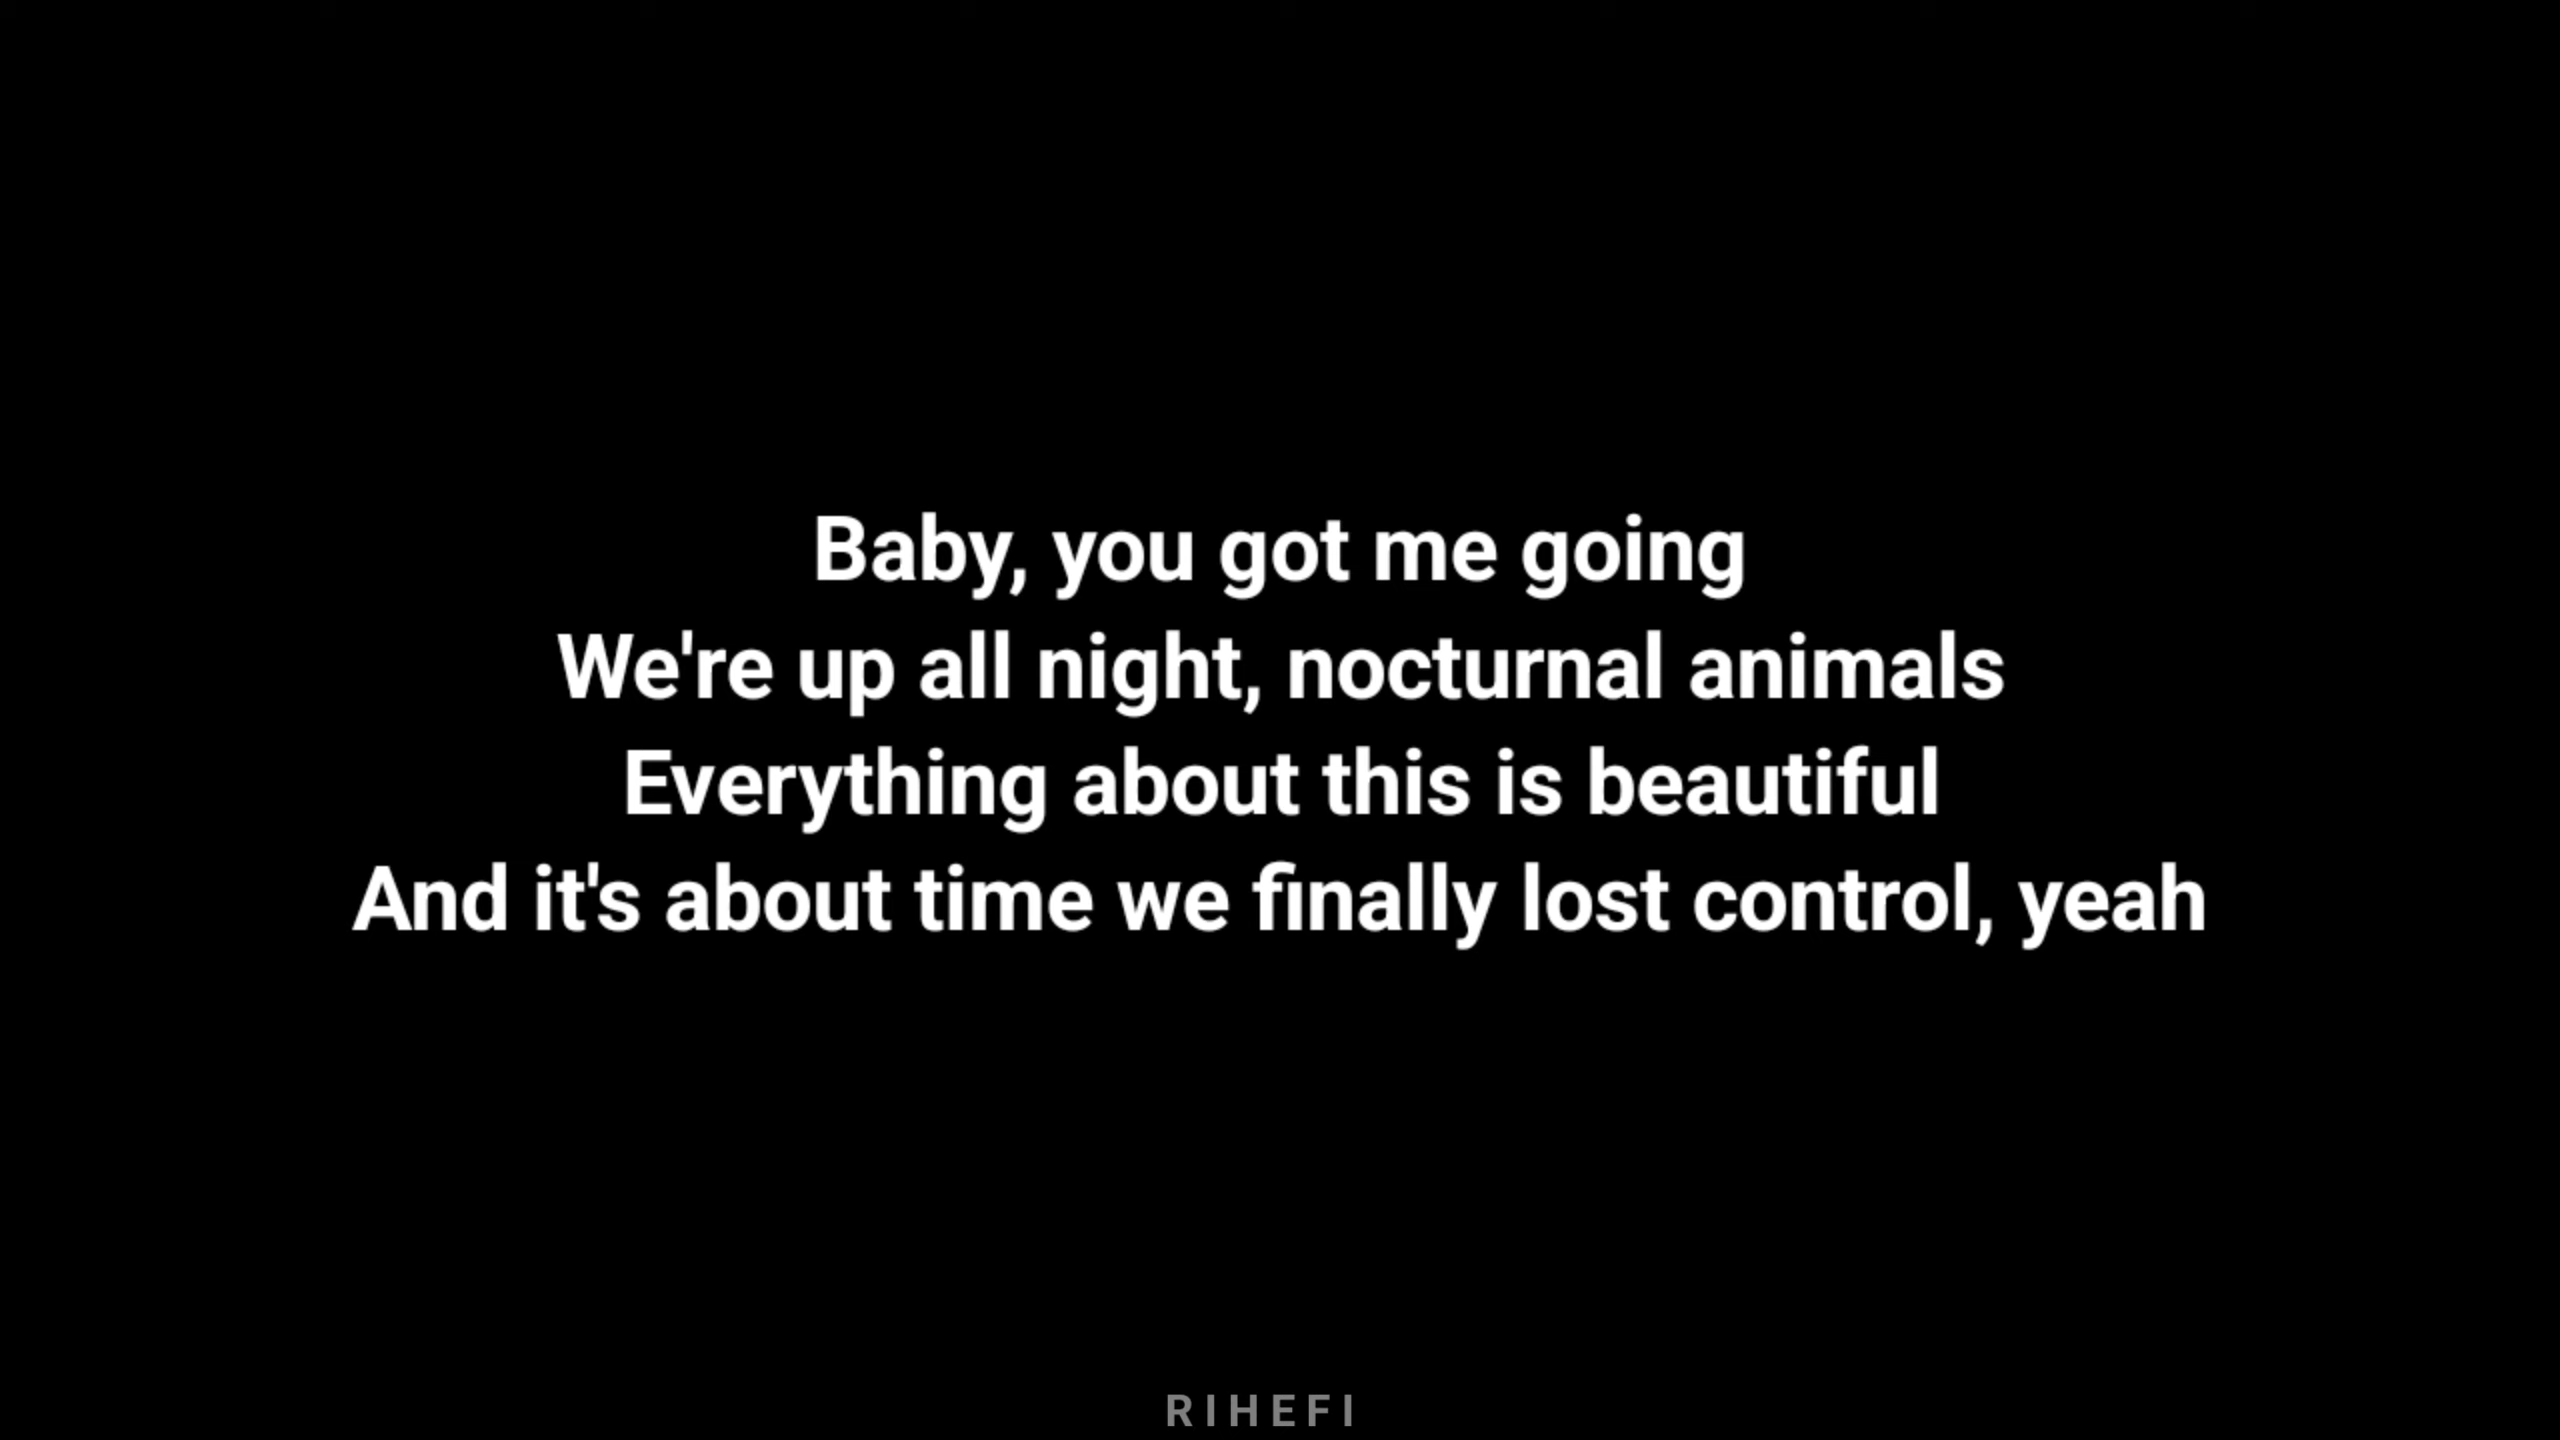 Baby, you got me going
We're up all night, nocturnal animals
Everything about this is beautiful
And it's about time we finally lost control, yeah
RIHEFI